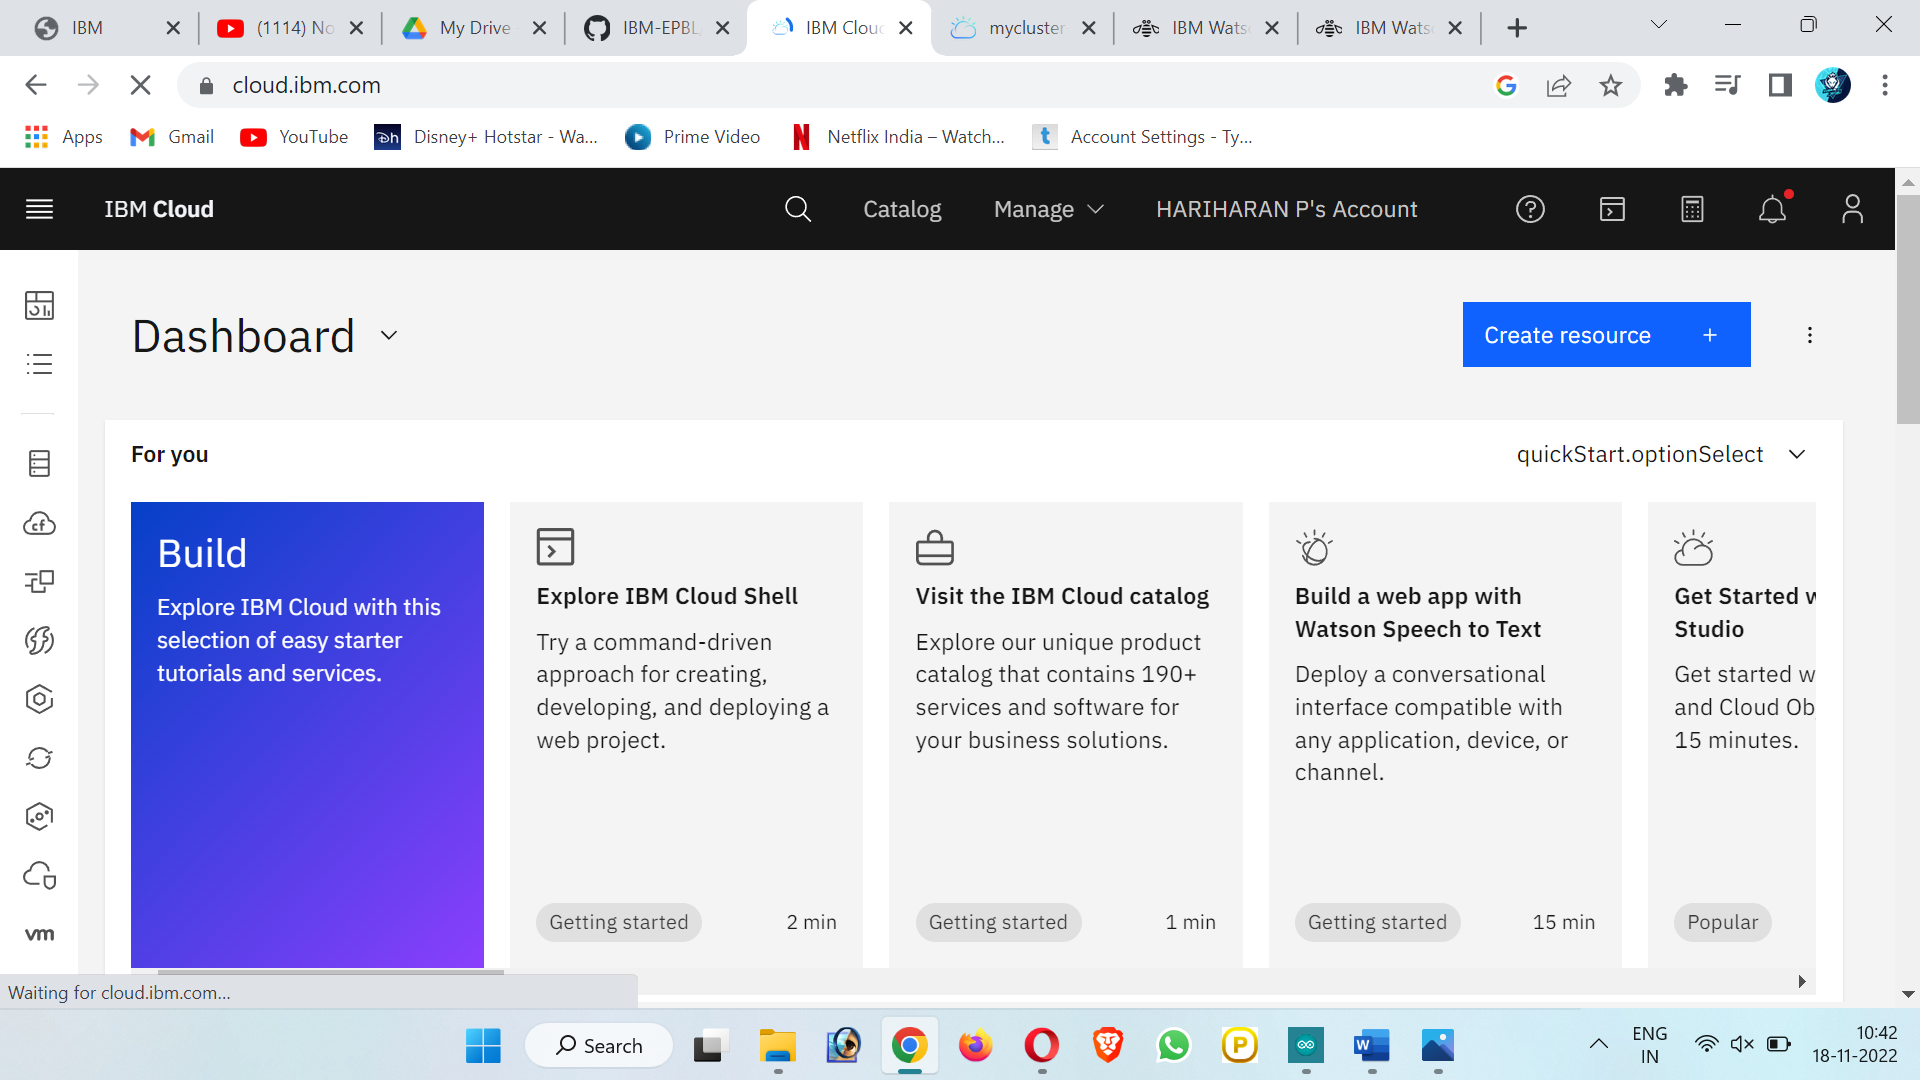 IBM
(1114) No
My Drive
IBM-EPBL
IBM Clou
mycluster
IBM Wats
IBM Wats
cloud.ibm.com
Apps
Gmail
YouTube
Disney+ Hotstar - Wa...
Prime Video
Netflix India – Watch...
Account Settings - Ty...
IBM Cloud
Catalog
Manage
HARIHARAN P's Account
Dashboard
Create resource +
For you
quickStart.optionSelect
Build
Explore IBM Cloud with this
selection of easy starter
tutorials and services.
Explore IBM Cloud Shell
Try a command-driven
approach for creating,
developing, and deploying a
web project.
Getting started
2 min
Visit the IBM Cloud catalog
Explore our unique product
catalog that contains 190+
services and software for
your business solutions.
Getting started
1 min
Build a web app with
Watson Speech to Text
Deploy a conversational
interface compatible with
any application, device, or
channel.
Getting started
15 min
Get Started w
Studio
Get started w
and Cloud Ob
15 minutes.
Popular
vm
Waiting for cloud.ibm.com...
Search
ENG
IN
10:42
18-11-2022